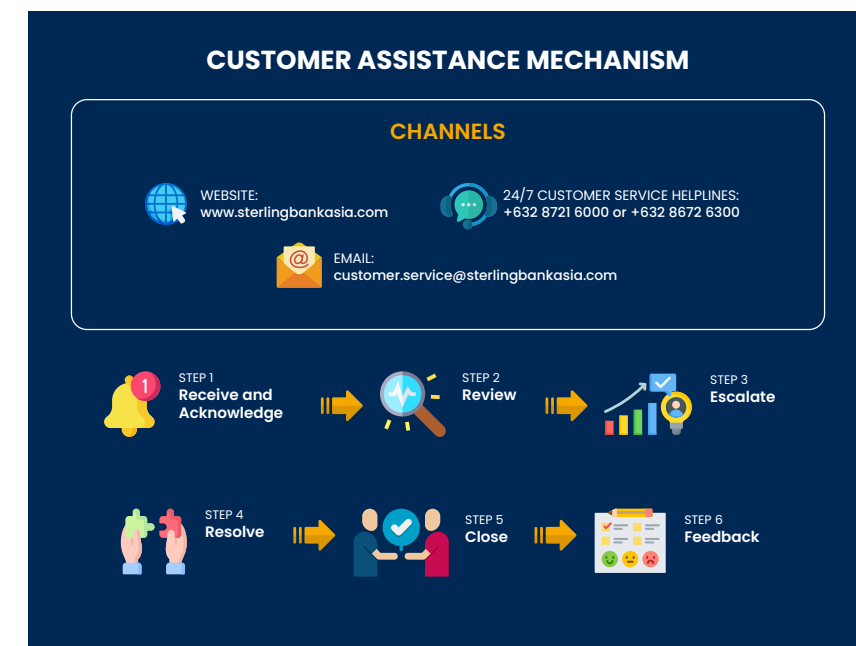 CUSTOMER ASSISTANCE MECHANISM
CHANNELS
WEBSITE:
www.sterlingbankasia.com
24/7 CUSTOMER SERVICE HELPLINES:
+632 8721 6000 or +632 8672 6300
EMAIL:
customer.service@sterlingbankasia.com
1
STEP 1
Receive and
Acknowledge
STEP 2
Review
STEP 3
Escalate
STEP 4
Resolve
STEP 5
Close
STEP 6
Feedback